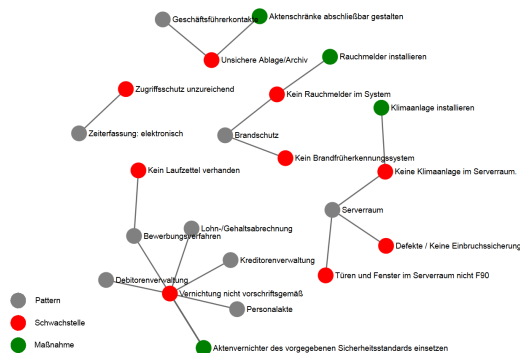 Geschäftsführerkontakte
Aktenschränke abschließbar gestalten
Unsichere Ablage/Archiv
Rauchmelder installieren
Zugriffsschutz unzureichend
Kein Rauchmelder im System
Klimaanlage installieren
Zeiterfassung: elektronisch
Brandschutz
Kein Brandfrüherkennungssystem
Kein Laufzettel verhanden
Keine Klimaanlage im Serverraum.
Serverraum
Lohn-/Gehaltsabrechnung
Bewerbungsverfahren
Defekte / Keine Einbruchssicherung
Kreditorenverwaltung
Türen und Fenster im Serverraum nicht F90
Debitorenverwaltung
Vernichtung nicht vorschriftsgemäß
Personalakte
Aktenvernichter des vorgegebenen Sicherheitsstandards einsetzen
Pattern
Schwachstelle
Maßnahme